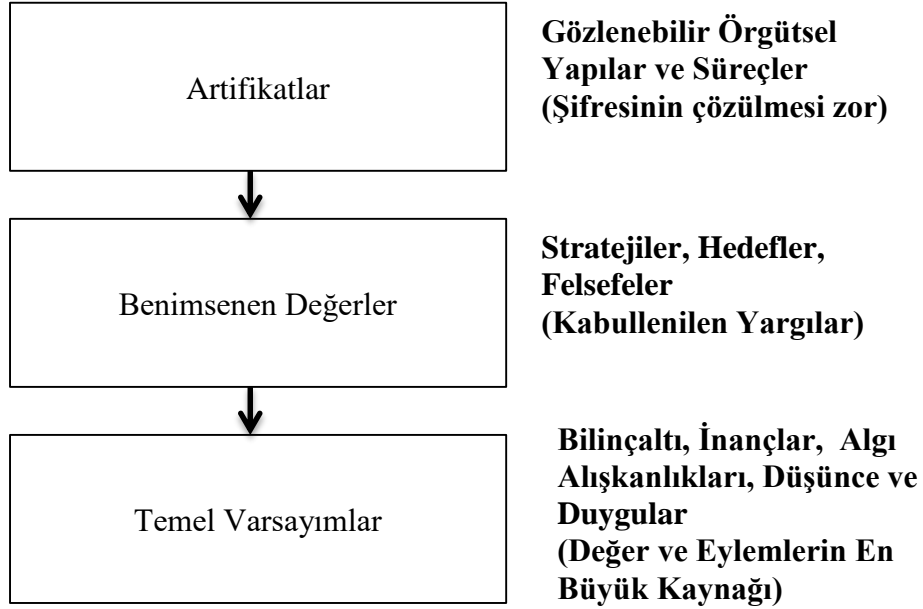 Artifikatlar
Gözlenebilir Örgütsel
Yapılar ve Süreçler
(Şifresinin çözülmesi zor)
Benimsenen Değerler
Stratejiler, Hedefler,
Felsefeler
(Kabullenilen Yargılar)
Temel Varsayımlar
Bilinçaltı, İnançlar, Algı
Alışkanlıkları, Düşünce ve
Duygular
(Değer ve Eylemlerin En
Büyük Kaynağı)